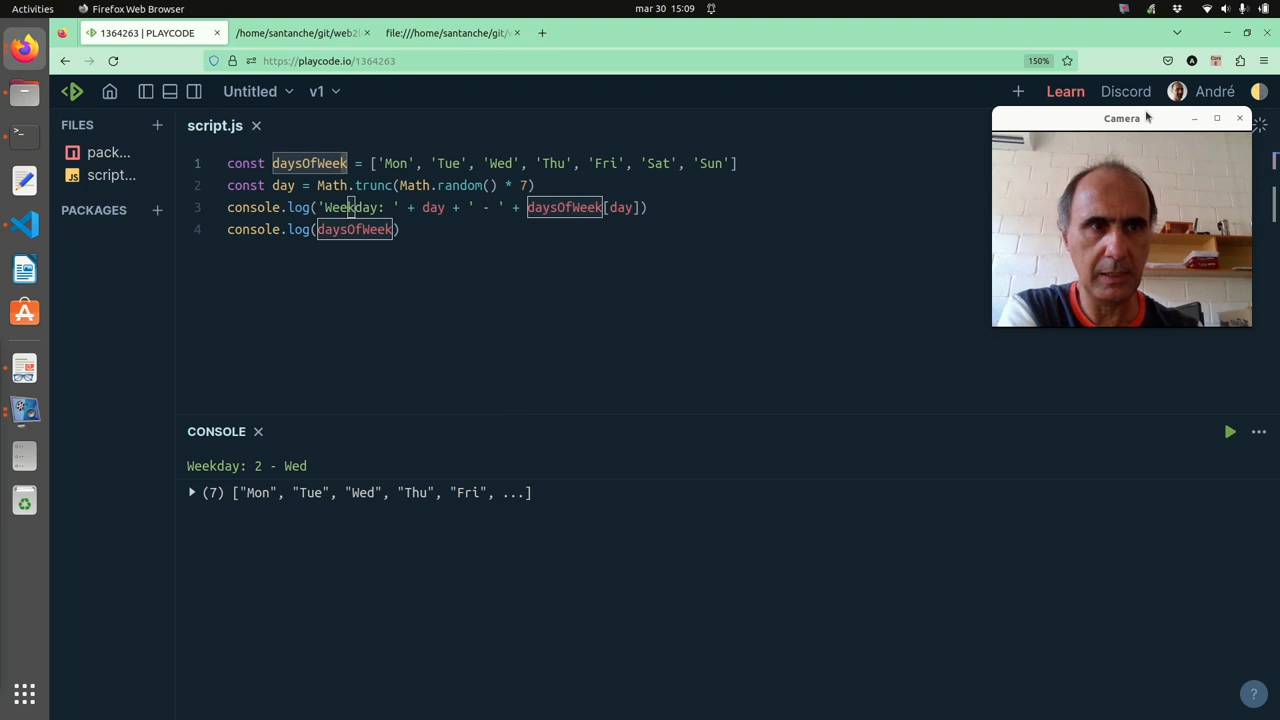 Activities
Firefox Web Browser
mar 30 15:09
1364263 | PLAYCODE
/home/santanche/git/web2l
file:///home/santanche/git/v
https://playcode.io/1364263
150%
Untitled
v1
Learn
Discord
André
FILES
script.js
Camera
pack...
script...
PACKAGES
1 const daysOfWeek = ['Mon', 'Tue', 'Wed', 'Thu', 'Fri', 'Sat', 'Sun']
2 const day = Math.trunc(Math.random() * 7)
3 console.log('Weekday: ' + day + ' - ' + daysOfWeek[day])
4 console.log(daysOfWeek)
CONSOLE
Weekday: 2 - Wed
(7) ["Mon", "Tue", "Wed", "Thu", "Fri", ...]